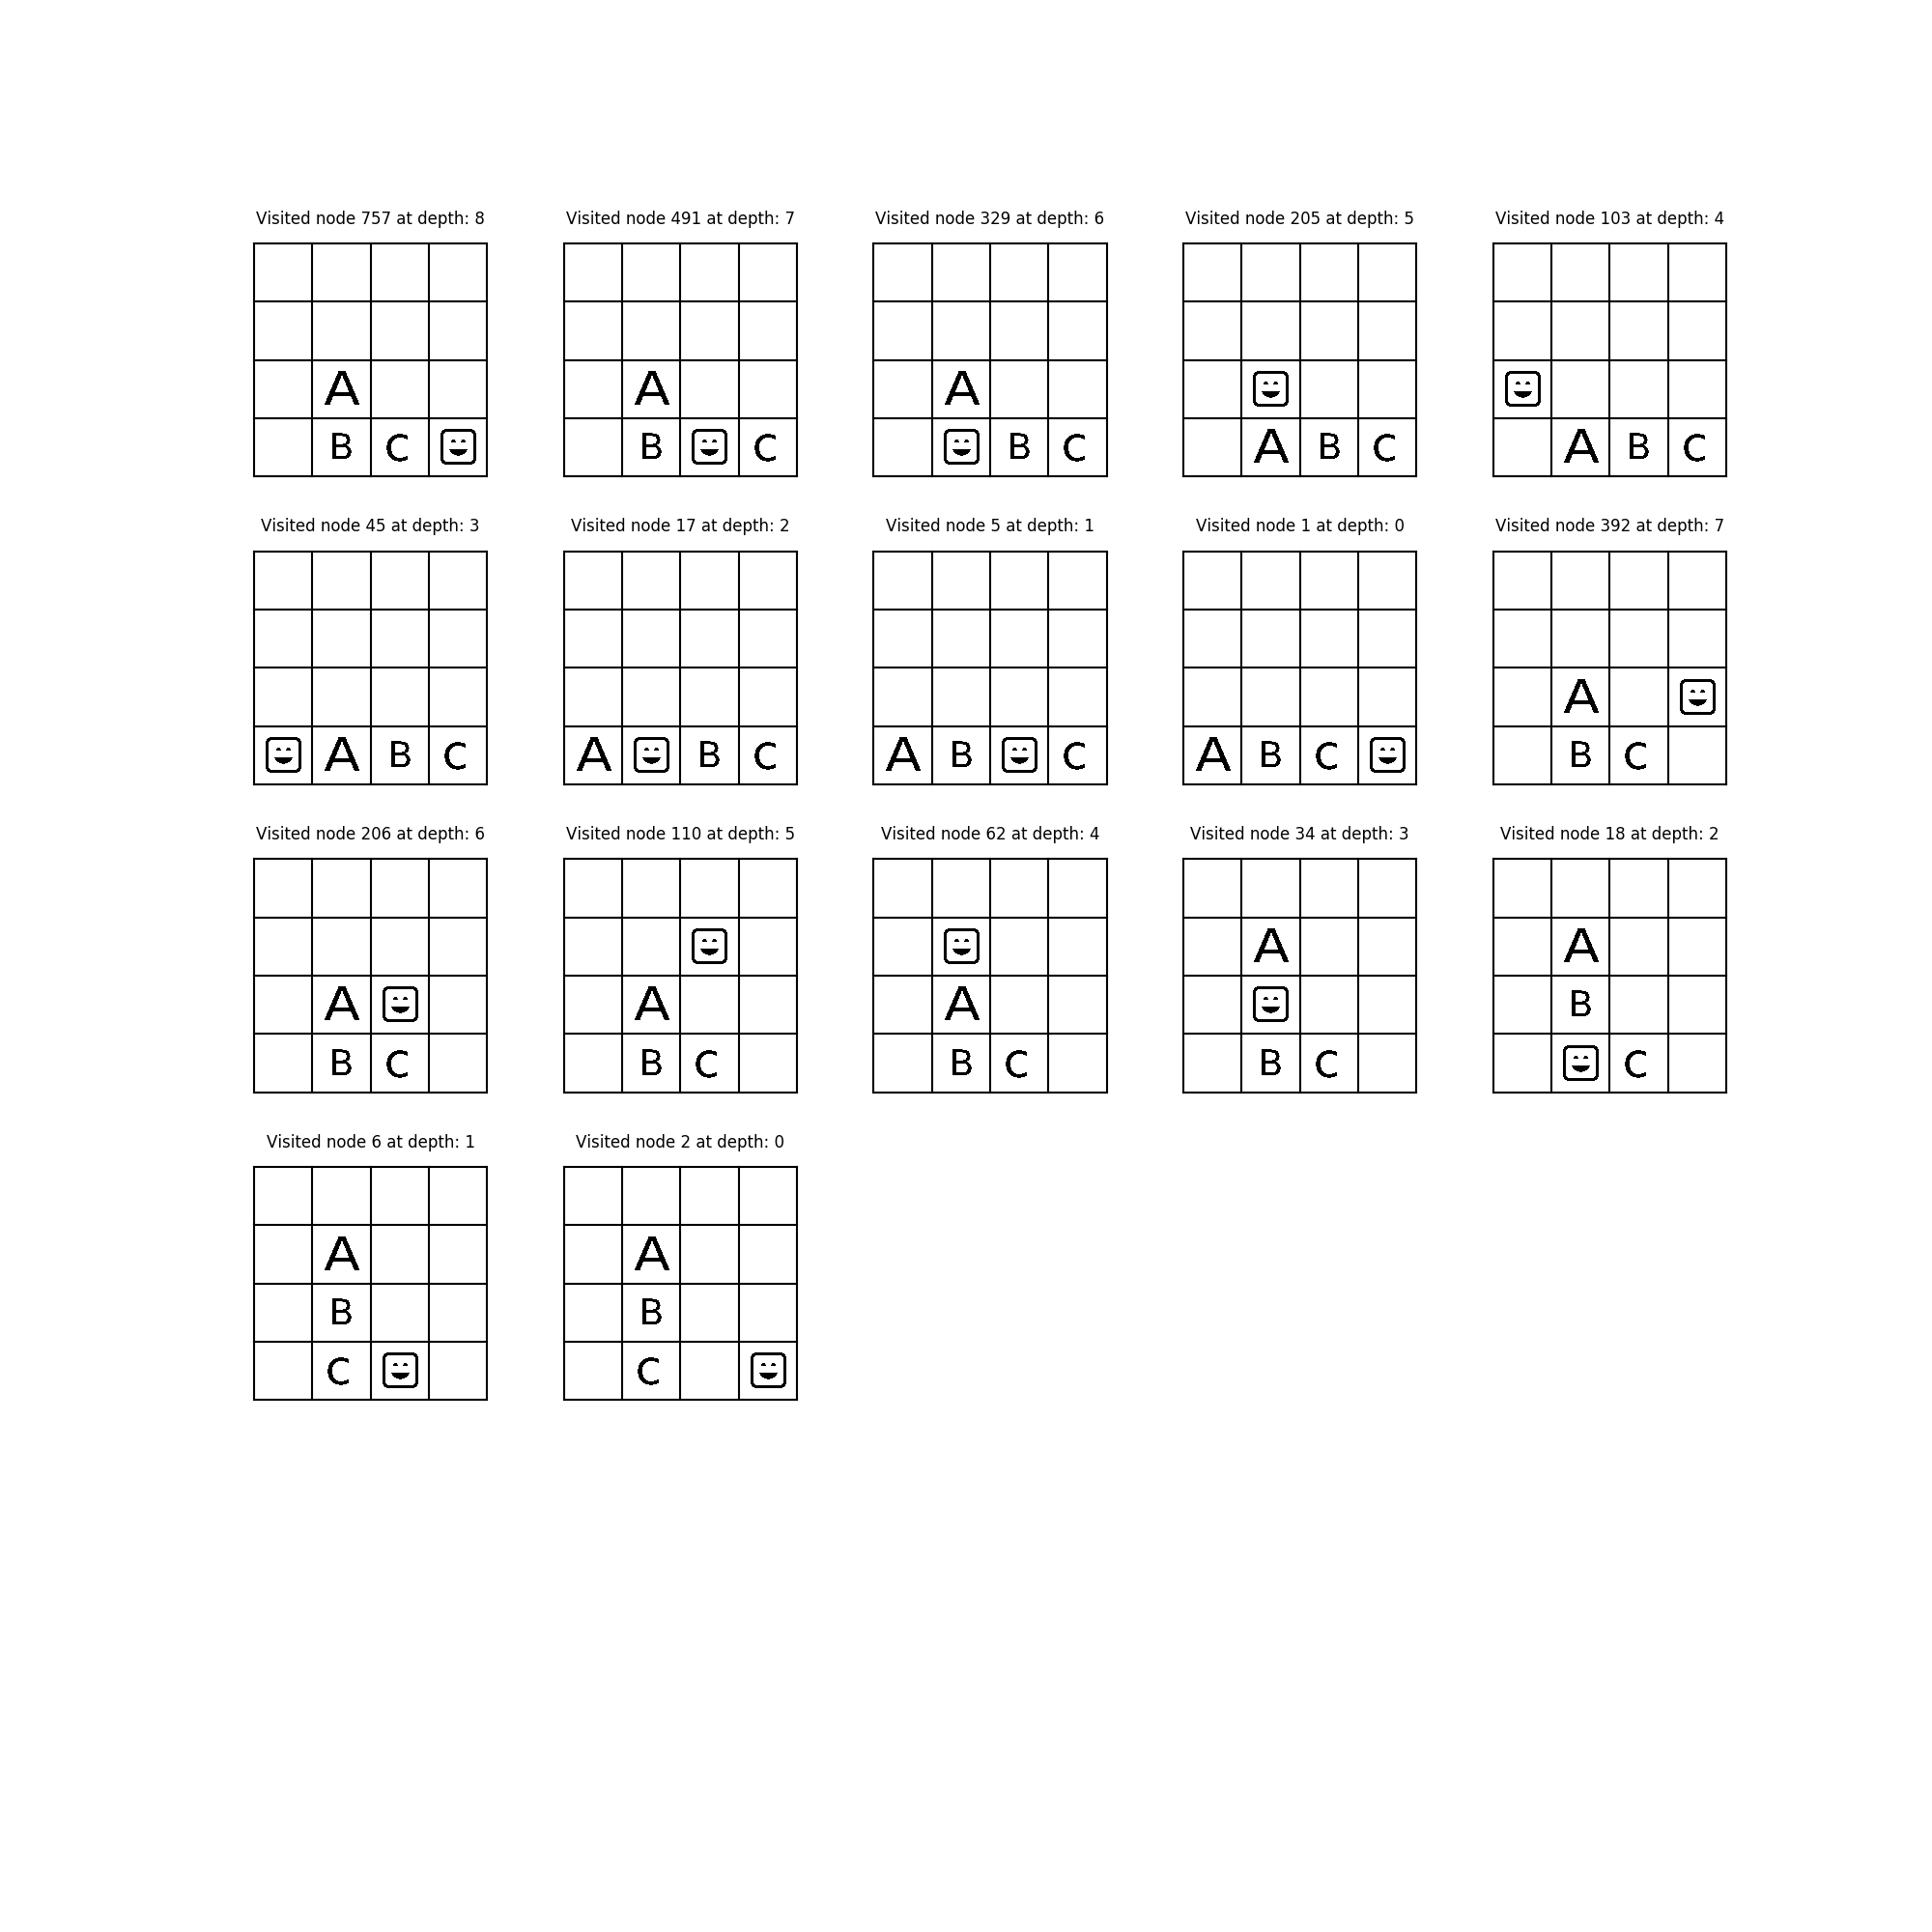 Visited node 757 at depth: 8
Visited node 491 at depth: 7
Visited node 329 at depth: 6
Visited node 205 at depth: 5
Visited node 103 at depth: 4
A A A
B C B C B C A B C A B C
Visited node 45 at depth: 3
Visited node 17 at depth: 2
Visited node 5 at depth: 1
Visited node 1 at depth: 0
Visited node 392 at depth: 7
A
A B C A B C A B C A B C B C
Visited node 206 at depth: 6
Visited node 110 at depth: 5
Visited node 62 at depth: 4
Visited node 34 at depth: 3
Visited node 18 at depth: 2
A A
A A A B
B C B C B C B C C
Visited node 6 at depth: 1
Visited node 2 at depth: 0
A A
B B
C C